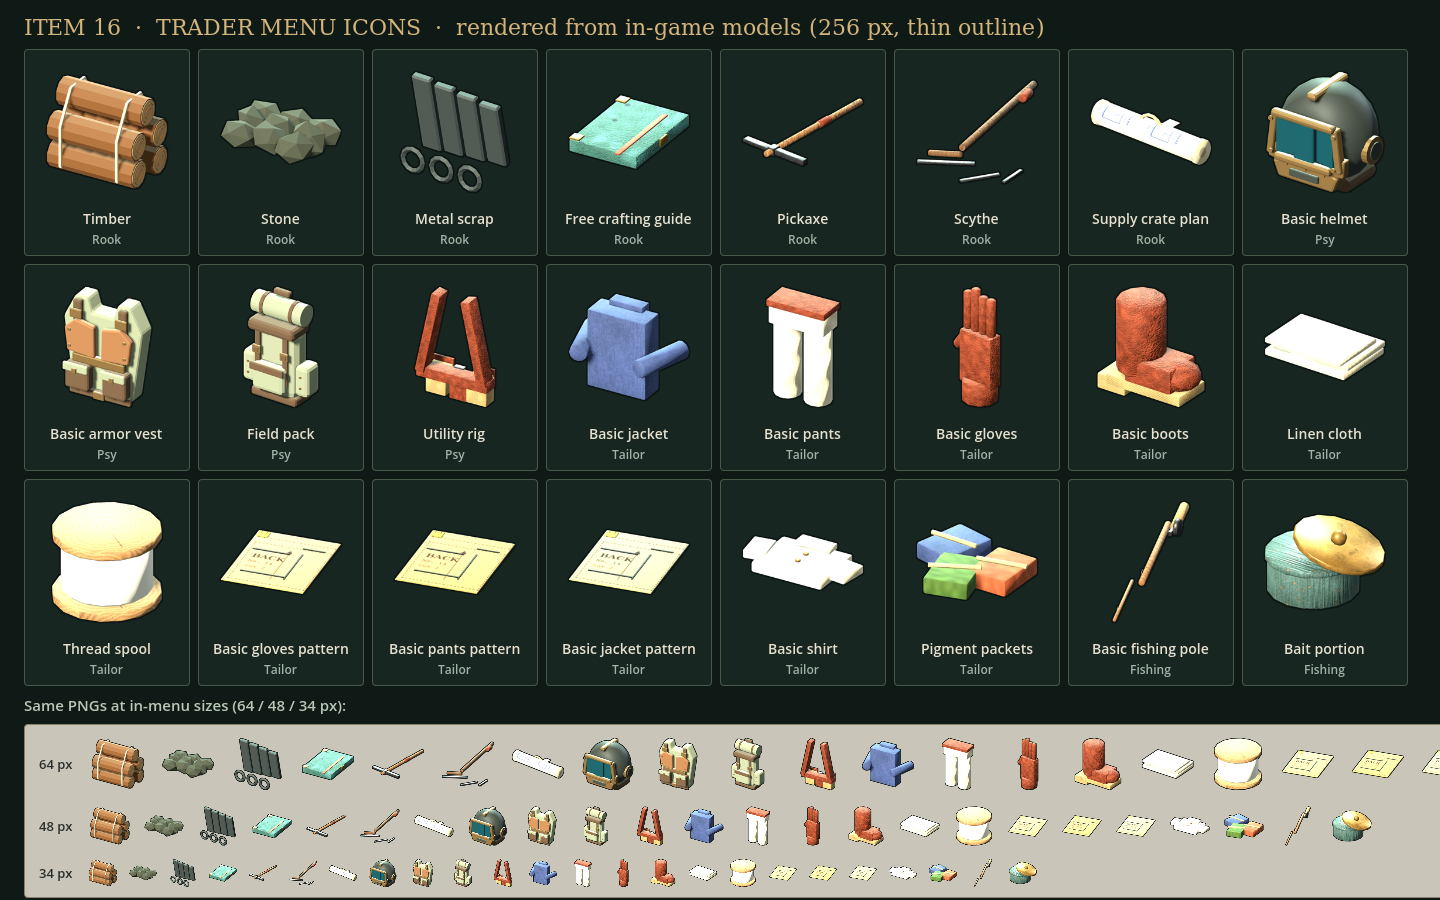 ITEM 16 · TRADER MENU ICONS · rendered from in-game models (256 px, thin outline)
Timber
Rook
Stone
Rook
Metal scrap
Rook
Free crafting guide
Rook
Pickaxe
Rook
Scythe
Rook
Supply crate plan
Rook
Basic helmet
Psy
Basic armor vest
Psy
Field pack
Psy
Utility rig
Psy
Basic jacket
Tailor
Basic pants
Tailor
Basic gloves
Tailor
Basic boots
Tailor
Linen cloth
Tailor
BACK
BACK
BACK
Thread spool
Tailor
Basic gloves pattern
Tailor
Basic pants pattern
Tailor
Basic jacket pattern
Tailor
Basic shirt
Tailor
Pigment packets
Tailor
Basic fishing pole
Fishing
Bait portion
Fishing
Same PNGs at in-menu sizes (64 / 48 / 34 px):
64 px
48 px
34 px